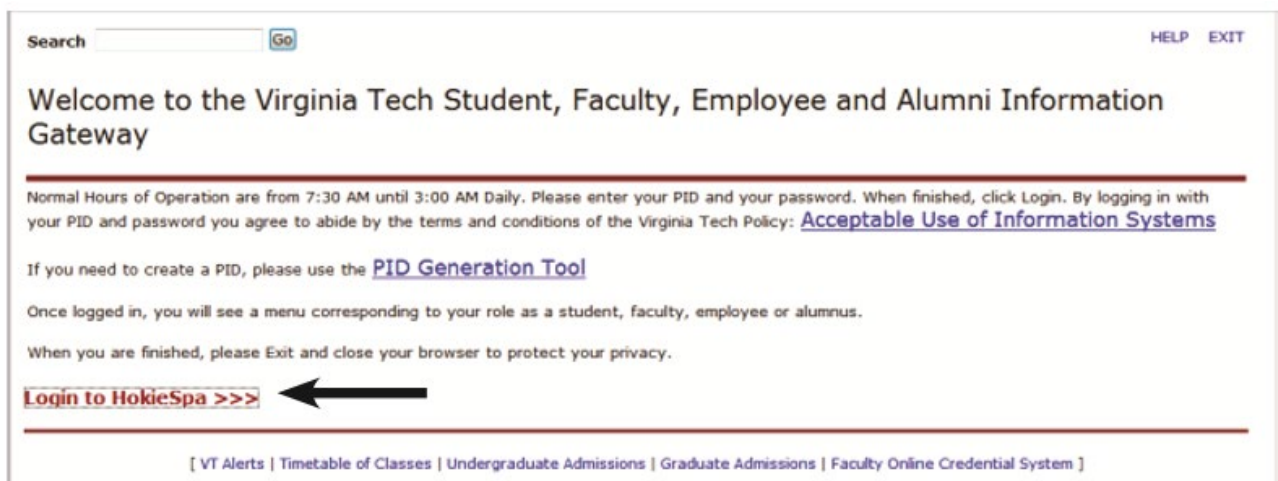 Search Go HELP EXIT
Welcome to the Virginia Tech Student, Faculty, Employee and Alumni Information
Gateway
Normal Hours of Operation are from 7:30 AM until 3:00 AM Daily. Please enter your PID and your password. When finished, click Login. By logging in with
your PID and password you agree to abide by the terms and conditions of the Virginia Tech Policy: Acceptable Use of Information Systems
If you need to create a PID, please use the PID Generation Tool
Once logged in, you will see a menu corresponding to your role as a student, faculty, employee or alumnus.
When you are finished, please Exit and close your browser to protect your privacy.
Login to HokieSpa >>>
[ VT Alerts | Timetable of Classes | Undergraduate Admissions | Graduate Admissions | Faculty Online Credential System ]